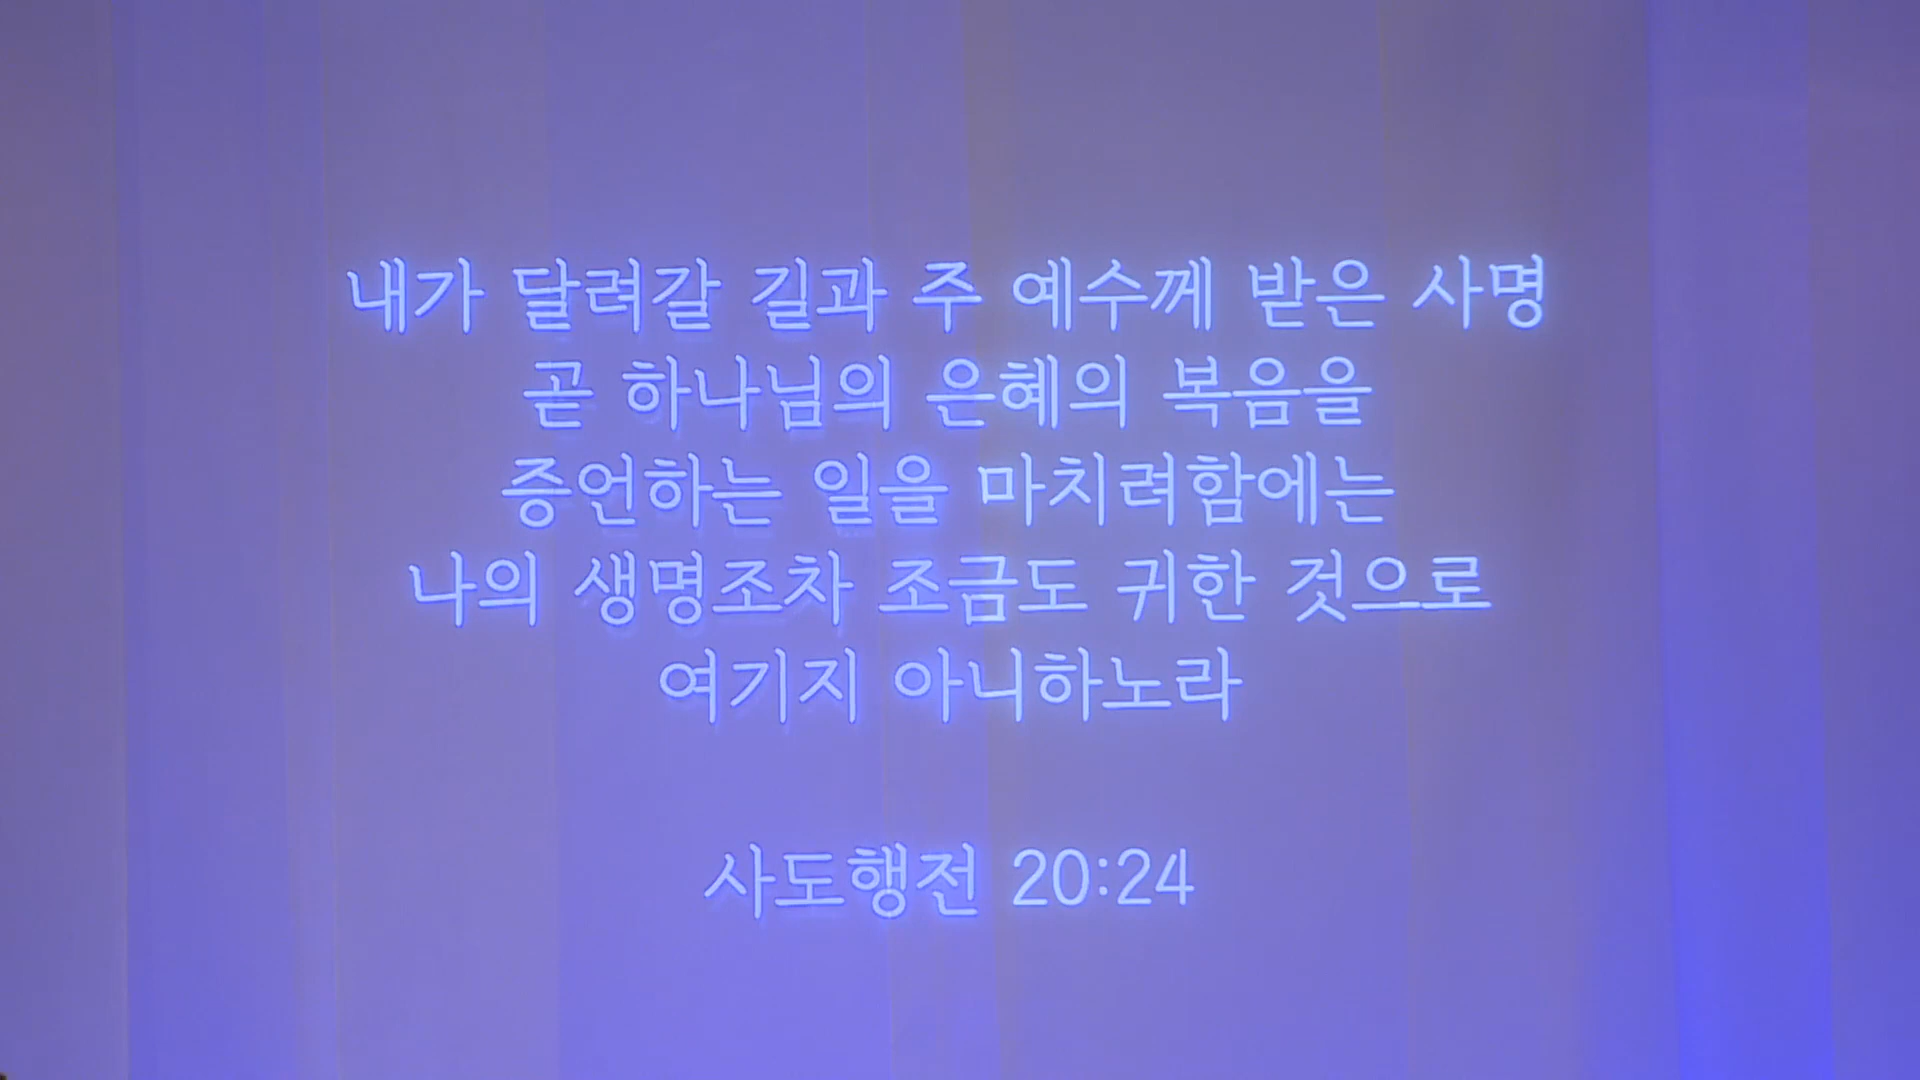 내가 달려갈 길과 주 예수께 받은 사명
곧 하나님의 은혜의 복음을
증언하는 일을 마치려함에는
나의 생명조차 조금도 귀한 것으로
여기지 아니하노라
사도행전 20:24